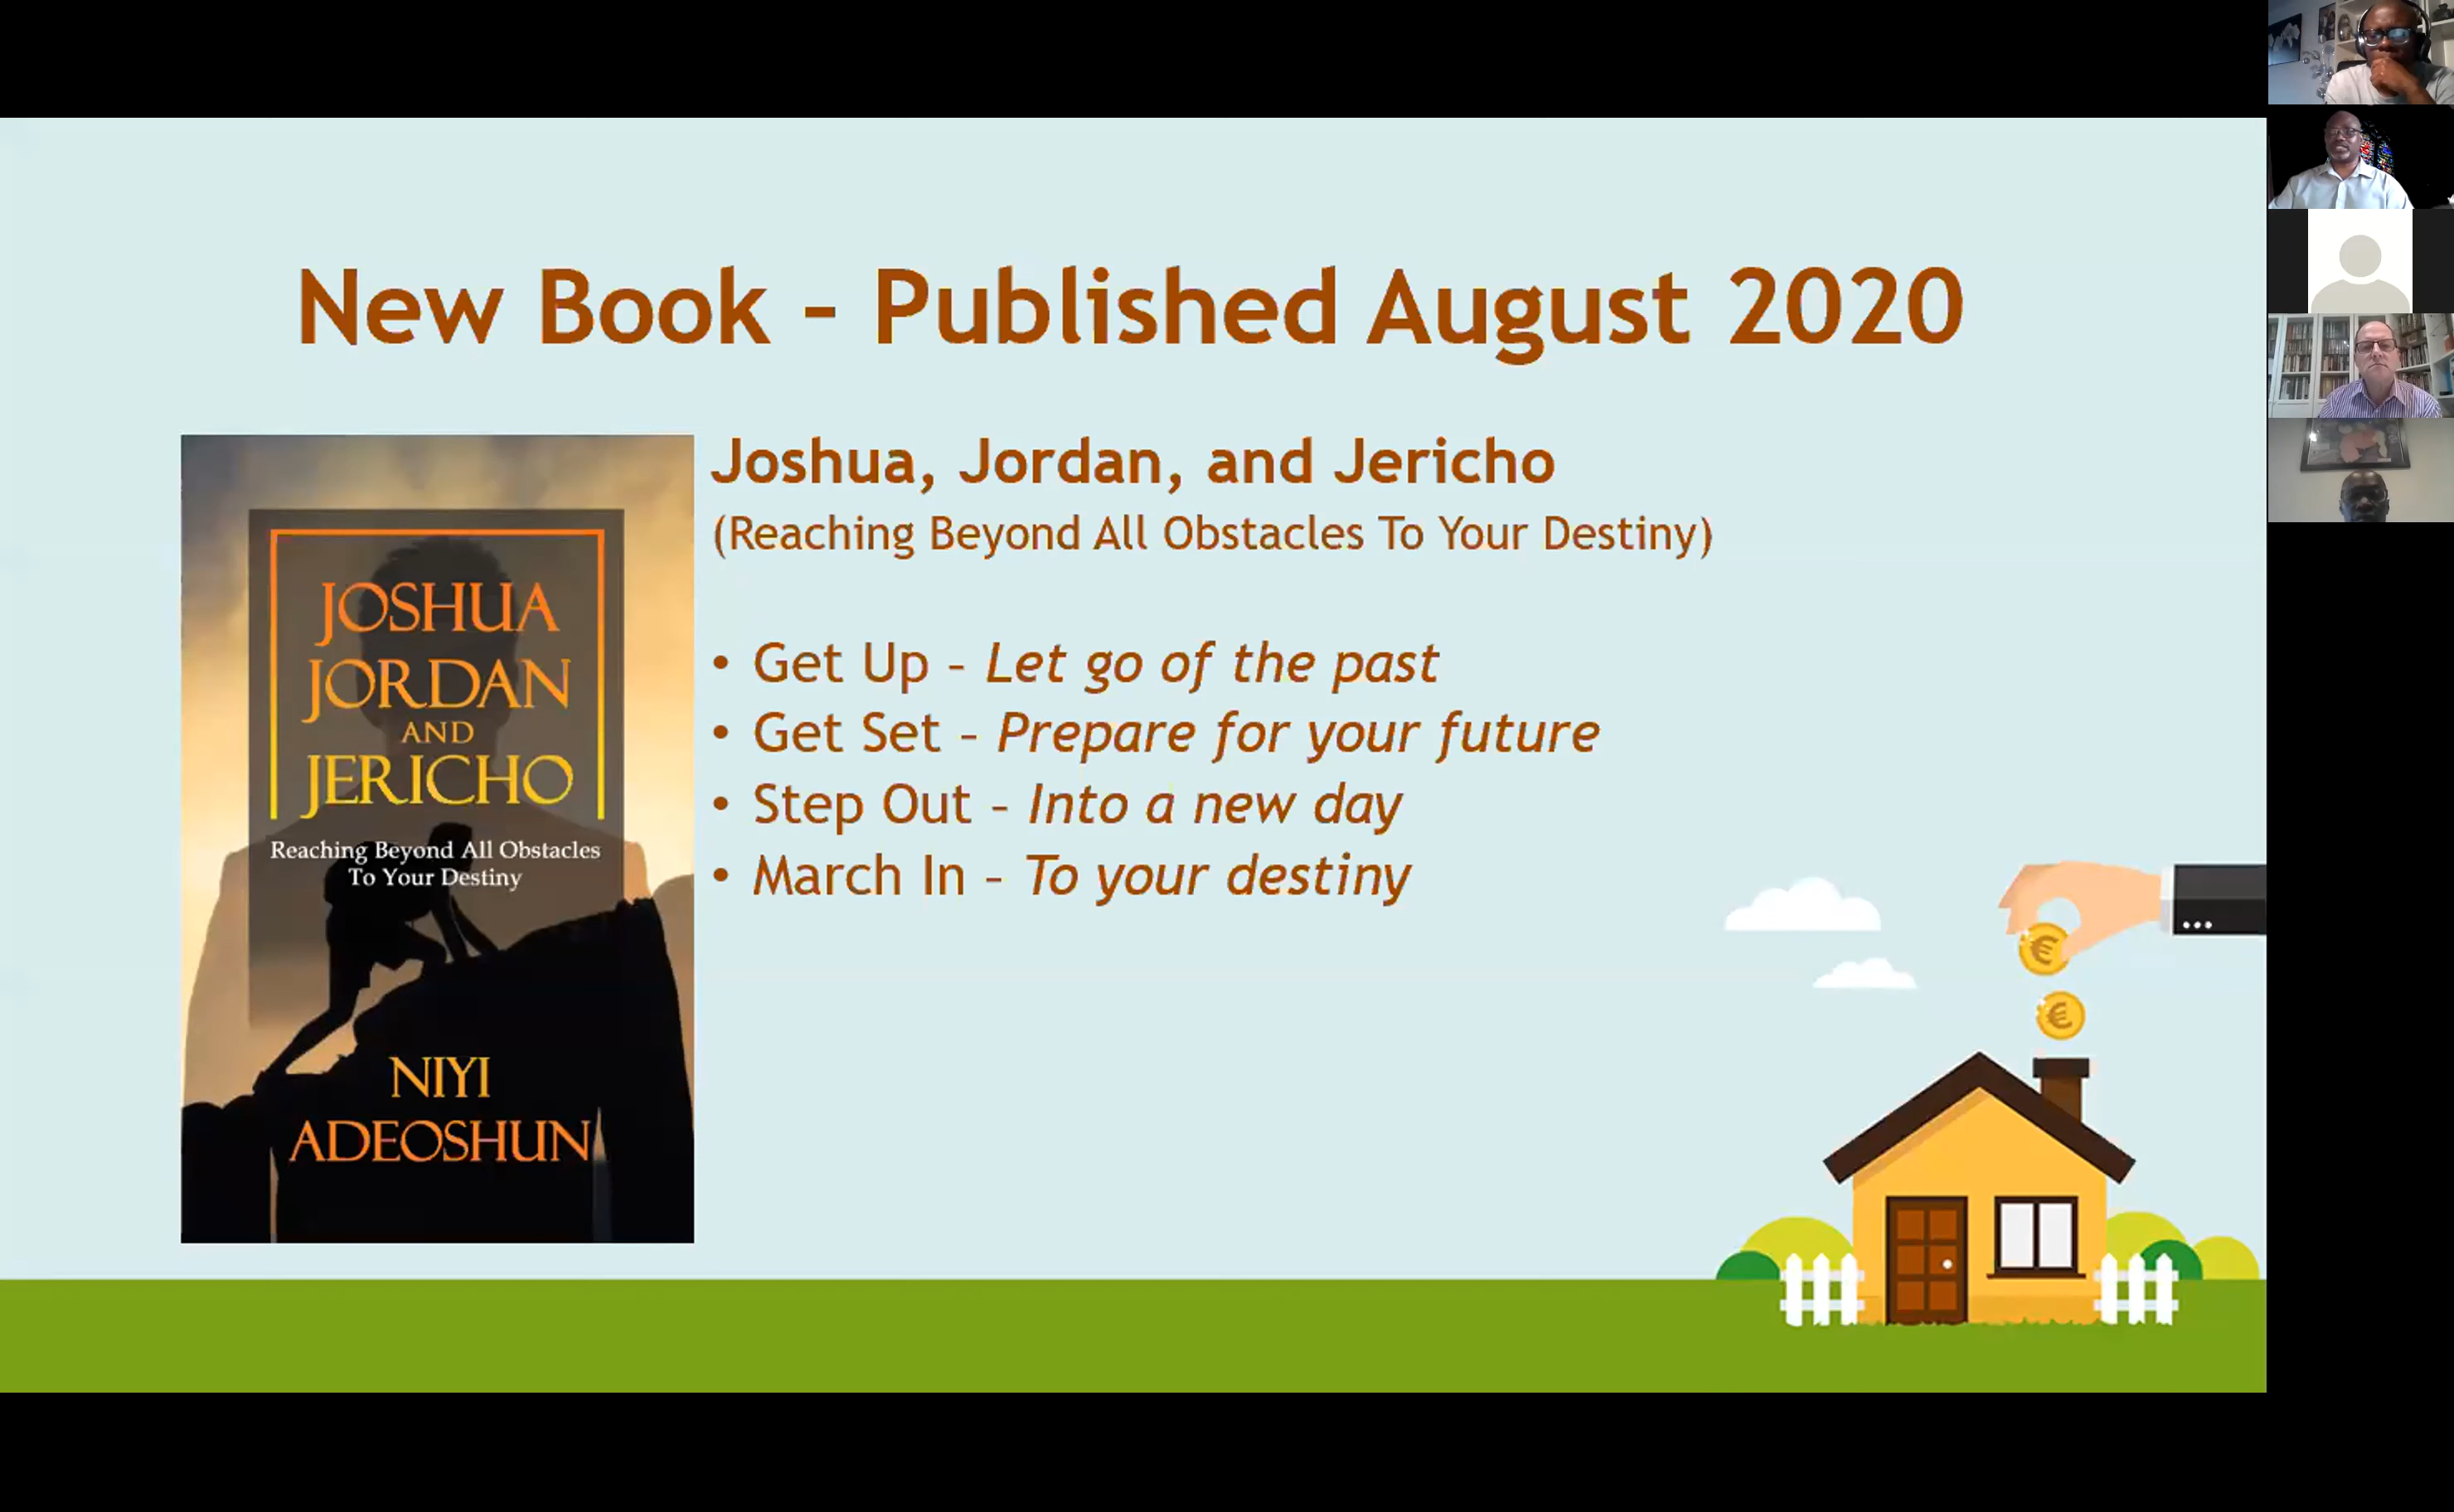 New Book - Published August 2020
Joshua, Jordan, and Jericho
(Reaching Beyond All Obstacles To Your Destiny)
• Get Up - Let go of the past
• Get Set - Prepare for your future
• Step Out - Into a new day
• March In - To your destiny
JOSHUA
JORDAN
AND
JERICHO
Reaching Beyond All Obstacles
To Your Destiny
NIYI
ADEOSHUN
€
€